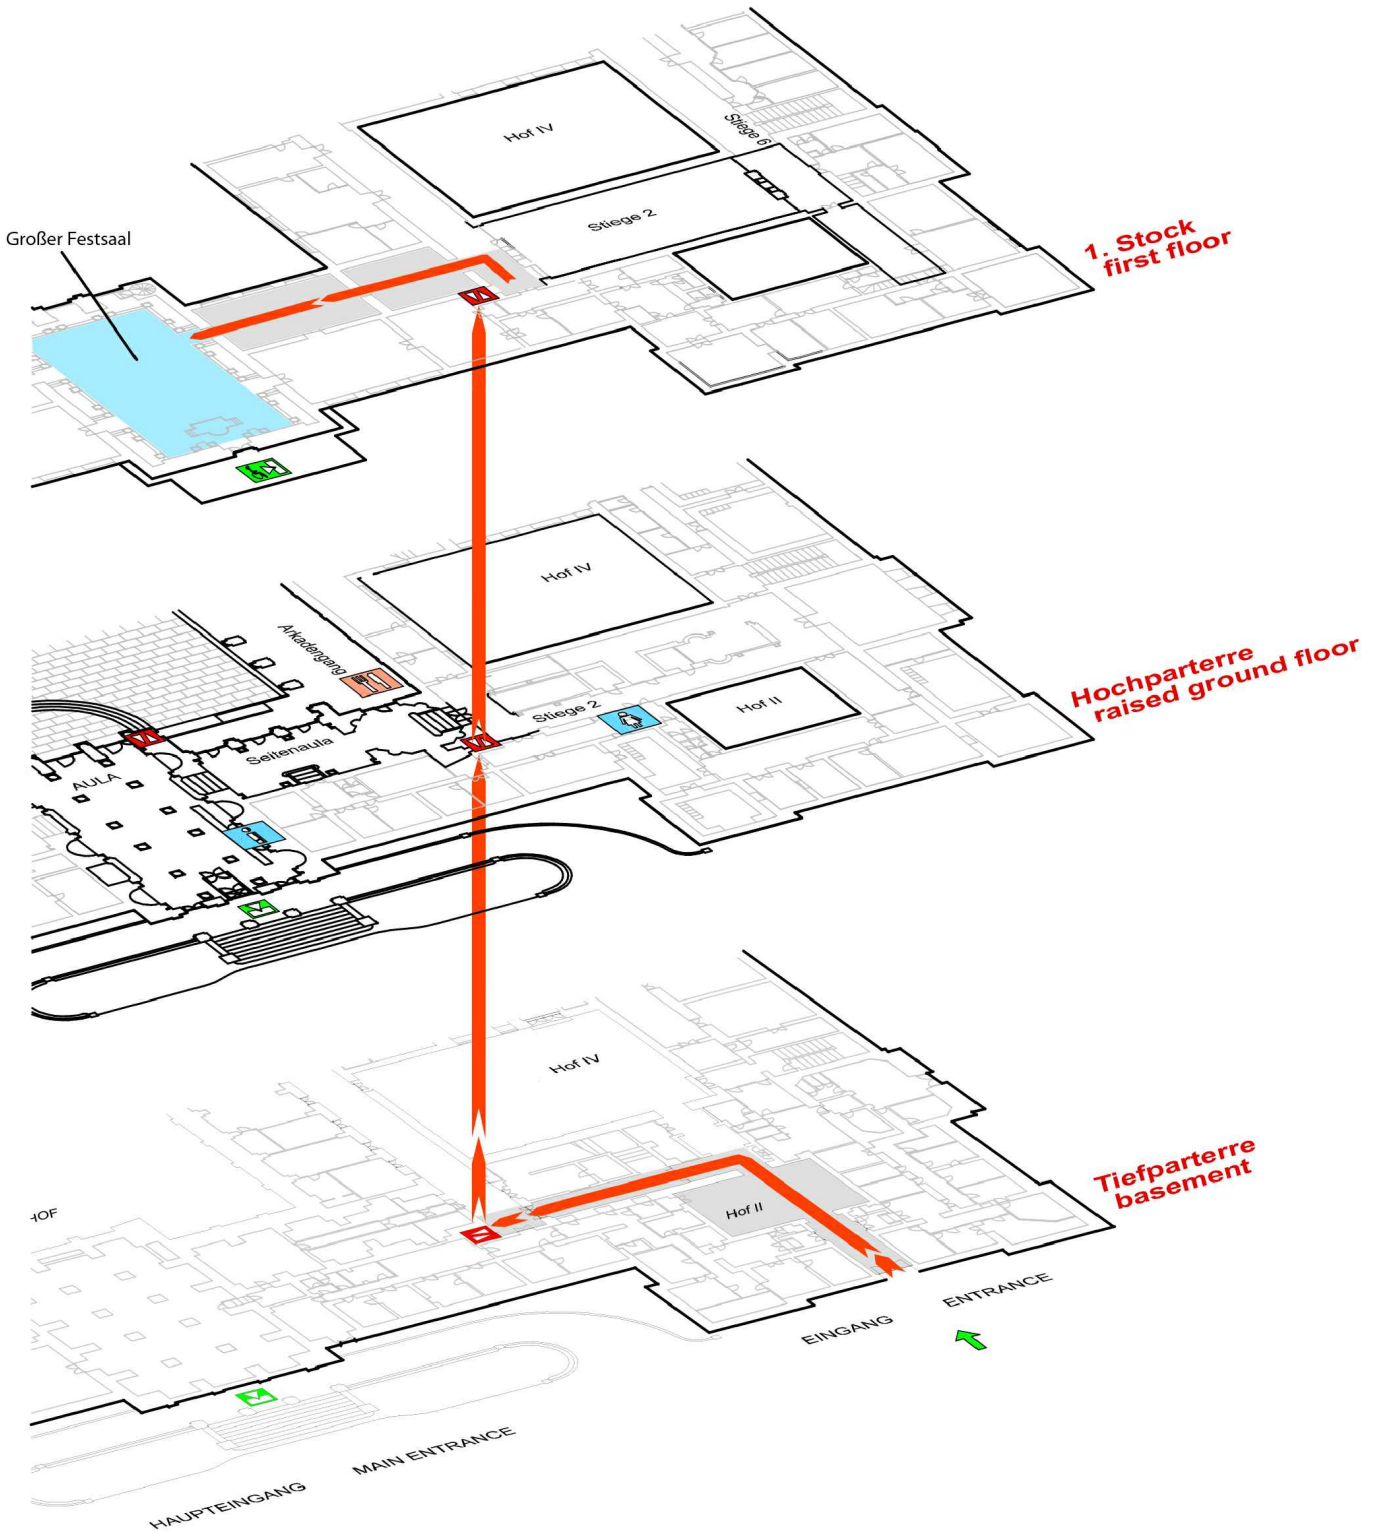 Hof IV
Stiege 6
Stiege 2
Großer Festsaal
1. Stock
first floor
Hof IV
Arkadengang
Stiege 2
Hof II
Seitenaula
AULA
Hochparterre
raised ground floor
Hof IV
HOF
Hof II
Tiefparterre
basement
EINGANG
ENTRANCE
HAUPTEINGANG
MAIN ENTRANCE